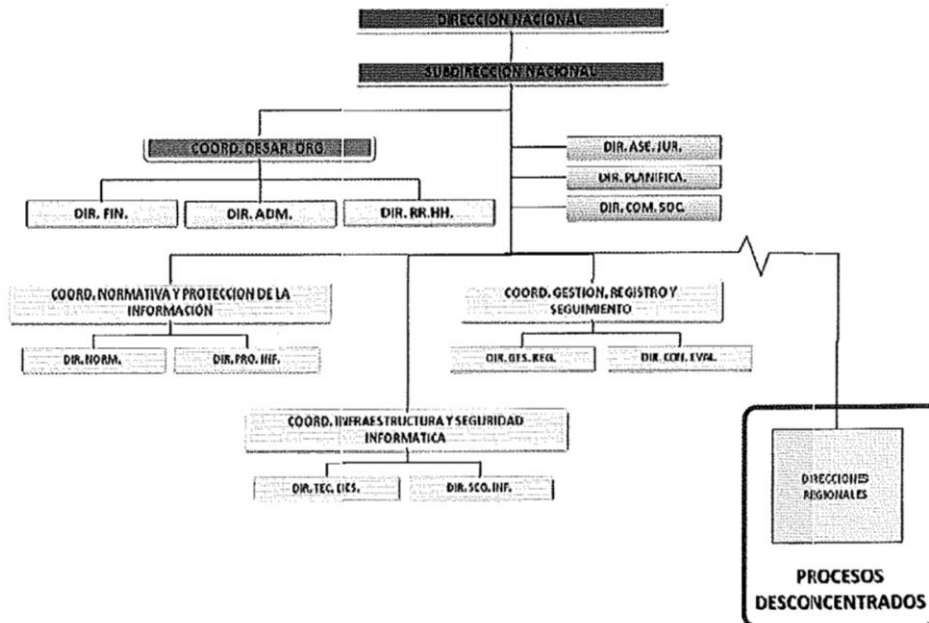 DIRECCION NACIONAL
SUBDIRECCION NACIONAL
COORD. DESAR. ORG.
DIR. ASE. JUR.
DIR. PLANIFICA.
DIR. COM. SOC.
DIR. FIN.
DIR. ADM.
DIR. RR.HH.
COORD. NORMATIVA Y PROTECCION DE LA
INFORMACIÓN
COORD. GESTION, REGISTRO Y
SEGUIMIENTO
DIR. NORM.
DIR. PRO. INF.
DIR. GES. REG.
DIR. CON. EVAL.
COORD. INFRAESTRUCTURA Y SEGURIDAD
INFORMATICA
DIR. TEC.
DIR. SEG. INF.
DIRECCIONES
REGIONALES
PROCESOS
DESCONCENTRADOS